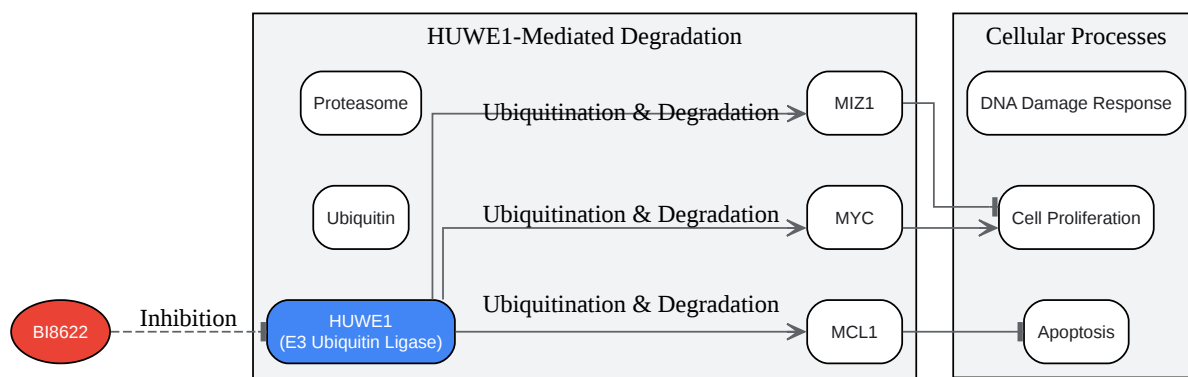 HUWE1-Mediated Degradation
Cellular Processes
Proteasome
Ubiquitination & Degradation
MIZ1
DNA Damage Response
Ubiquitin
Ubiquitination & Degradation
MYC
Cell Proliferation
BI8622
Inhibition
HUWE1
(E3 Ubiquitin Ligase)
Ubiquitination & Degradation
MCL1
Apoptosis